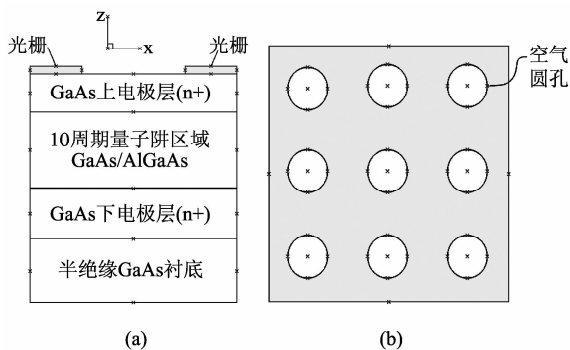 Z
X
光栅
光栅
GaAs上电极层(n+)
10周期量子阱区域
GaAs/AlGaAs
GaAs下电极层(n+)
半绝缘GaAs衬底
(a)
空气
圆孔
(b)